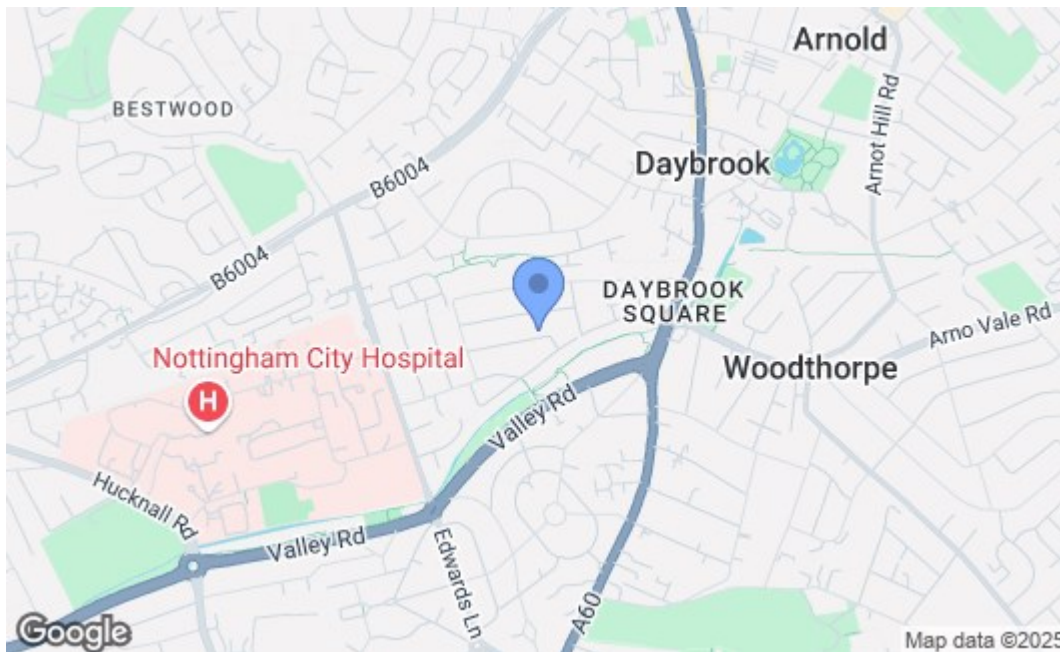 Arnold
BESTWOOD
Arnot Hill Rd
Daybrook
B6004
B6004
DAYBROOK
SQUARE
Arno Vale Rd
Nottingham City Hospital
H
Woodthorpe
Valley Rd
Hucknall Rd
Valley Rd
Edwards Ln
A60
Google
Map data ©2025